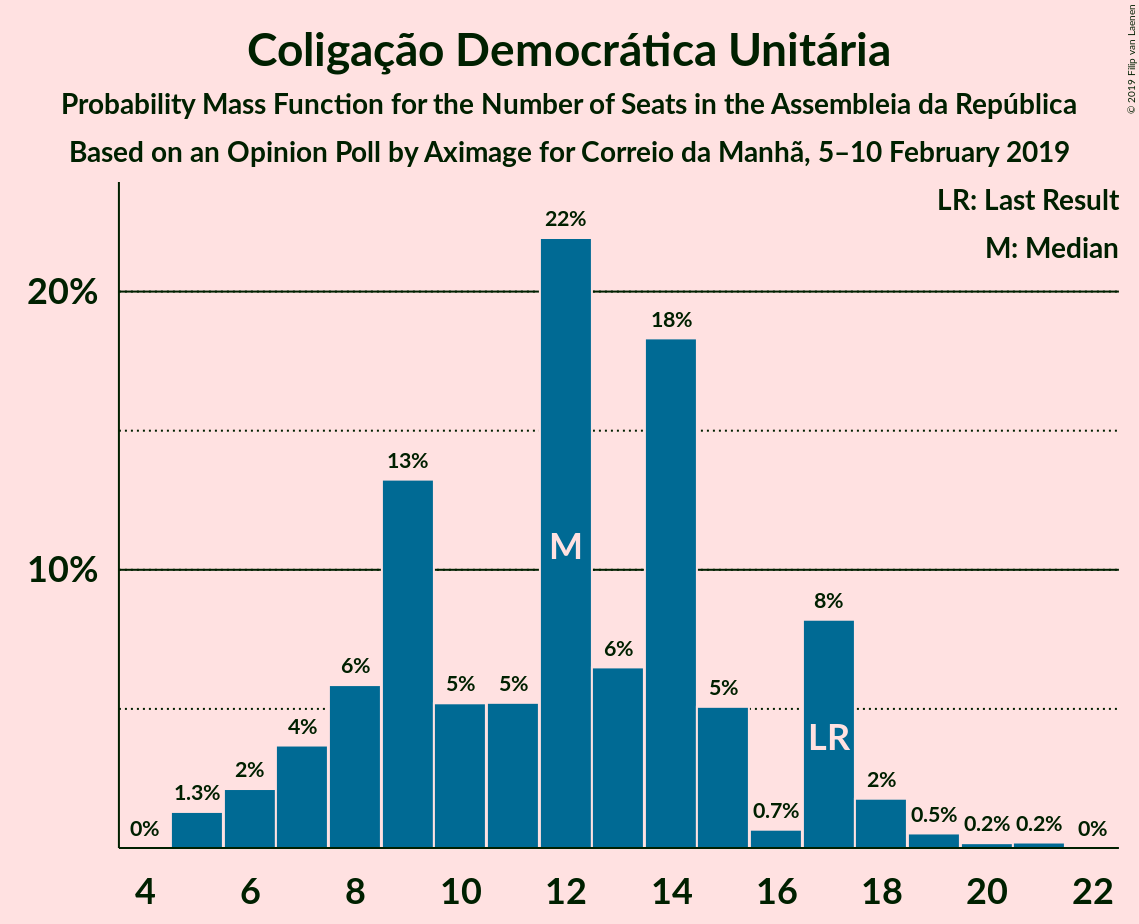 © 2019 Filip van Laenen
Coligação Democrática Unitária
Probability Mass Function for the Number of Seats in the Assembleia da República
Based on an Opinion Poll by Aximage for Correio da Manhã, 5–10 February 2019
LR: Last Result
M: Median
20%
10%
0%
1.3%
2%
4%
6%
13%
5%
5%
22%
M
6%
18%
5%
0.7%
8%
LR
2%
0.5%
0.2%
0.2%
0%
4 6 8 10 12 14 16 18 20 22